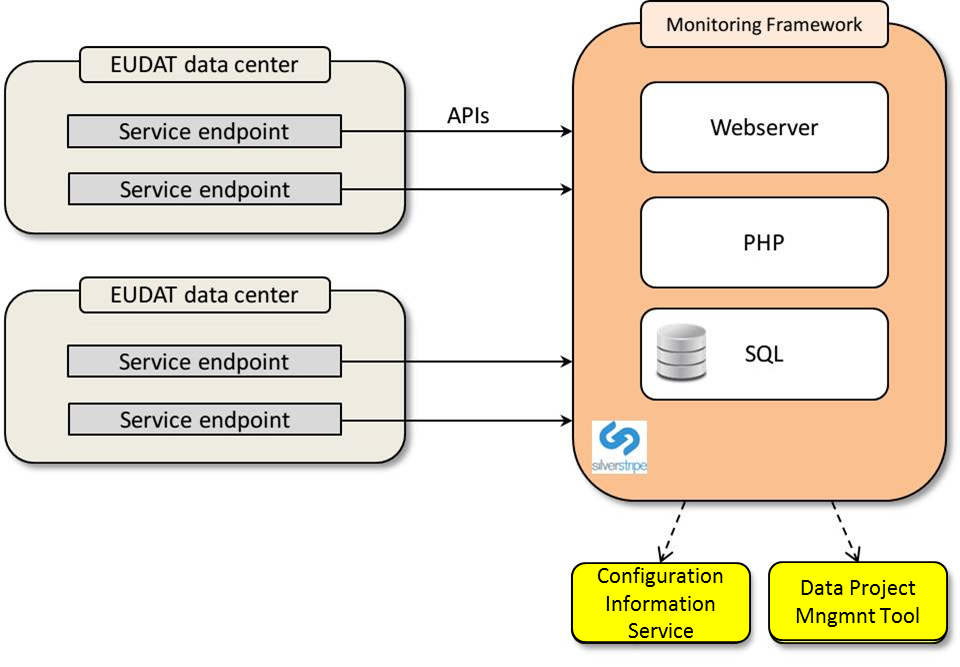 Monitoring Framework
EUDAT data center
Service endpoint
Service endpoint
APIs
Webserver
PHP
SQL
silverstripe
EUDAT data center
Service endpoint
Service endpoint
Configuration
Information
Service
Data Project
Mngmnt Tool